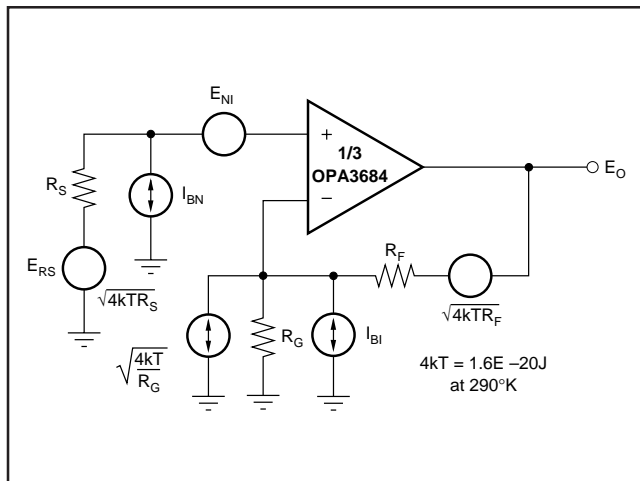 E_NI
+
1/3
OPA3684
−
E_O
R_S
I_BN
E_RS
√4kTR_S
R_F
√4kTR_F
√4kT/R_G
R_G
I_BI
4kT = 1.6E –20J
at 290°K